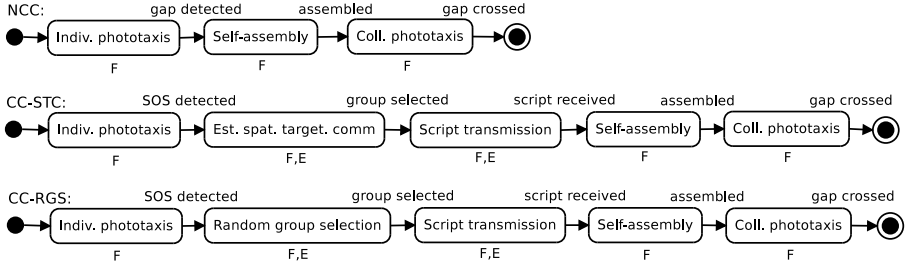 NCC: gap detected assembled gap crossed
Indiv. phototaxis Self-assembly Coll. phototaxis
F F F
CC-STC: SOS detected group selected script received assembled gap crossed
Indiv. phototaxis Est. spat. target. comm Script transmission Self-assembly Coll. phototaxis
F F,E F,E F F
CC-RGS: SOS detected group selected script received assembled gap crossed
Indiv. phototaxis Random group selection Script transmission Self-assembly Coll. phototaxis
F F,E F,E F F